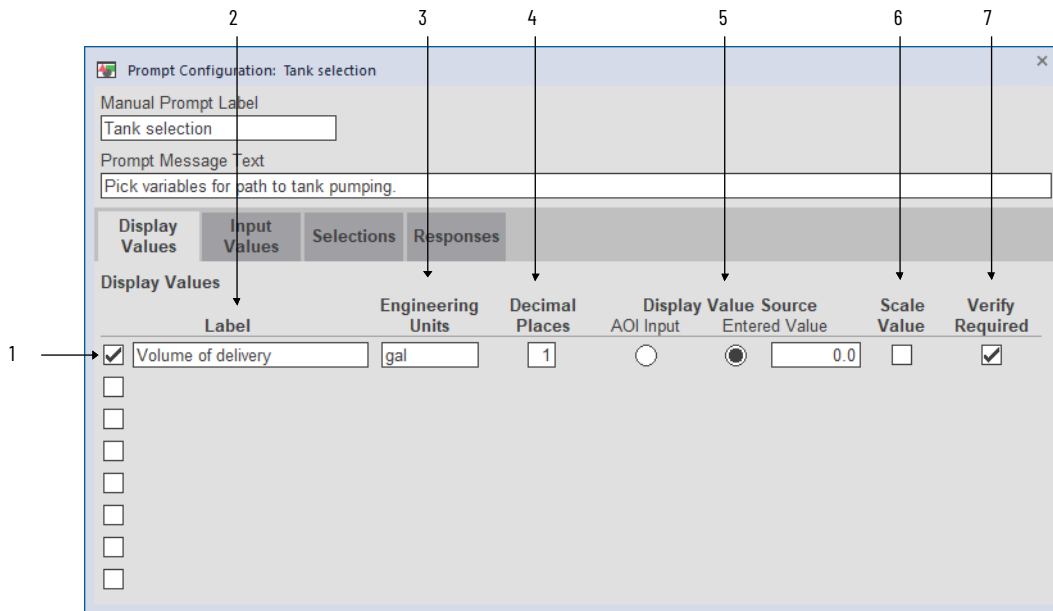 2 3 4 5 6 7
Prompt Configuration: Tank selection
Manual Prompt Label
Tank selection
Prompt Message Text
Pick variables for path to tank pumping.
Display Values Input Values Selections Responses
Display Values
Label Engineering Units Decimal Places Display Value Source AOI Input Entered Value Scale Value Verify Required
1 Volume of delivery gal 1 0.0